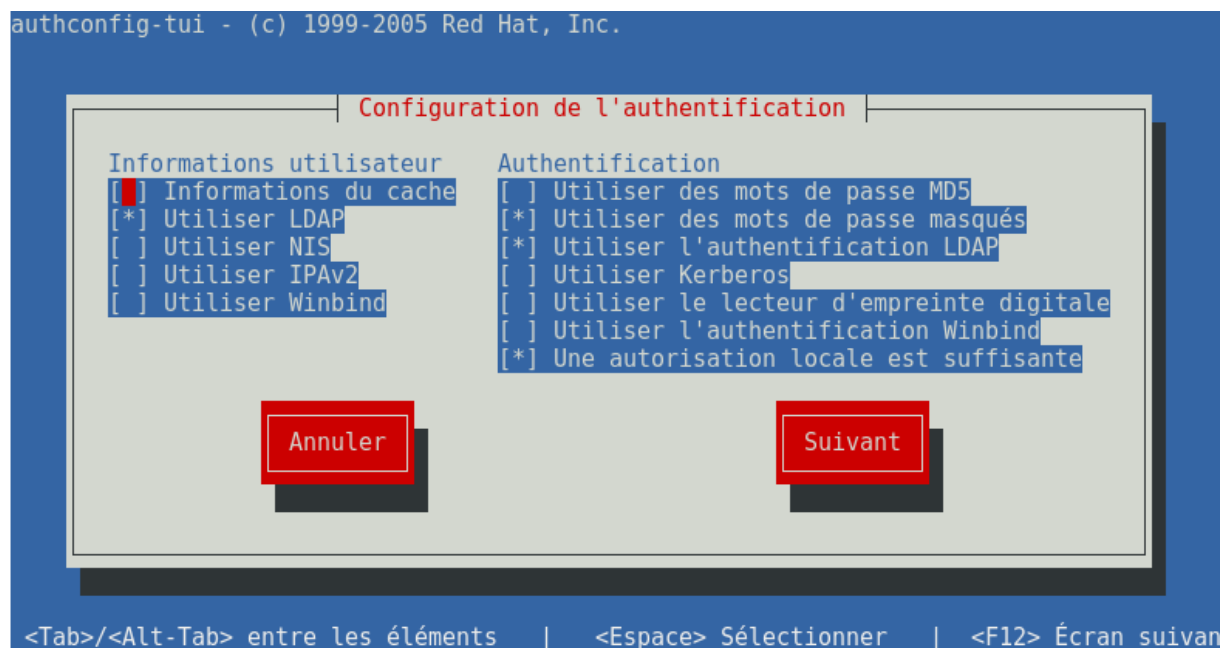 authconfig-tui - (c) 1999-2005 Red Hat, Inc.
Configuration de l'authentification
Informations utilisateur
[ ] Informations du cache
[*] Utiliser LDAP
[ ] Utiliser NIS
[ ] Utiliser IPAv2
[ ] Utiliser Winbind
Authentification
[ ] Utiliser des mots de passe MD5
[*] Utiliser des mots de passe masqués
[*] Utiliser l'authentification LDAP
[ ] Utiliser Kerberos
[ ] Utiliser le lecteur d'empreinte digitale
[ ] Utiliser l'authentification Winbind
[*] Une autorisation locale est suffisante
Annuler
Suivant
<Tab>/<Alt-Tab> entre les éléments | <Espace> Sélectionner | <F12> Écran suivan